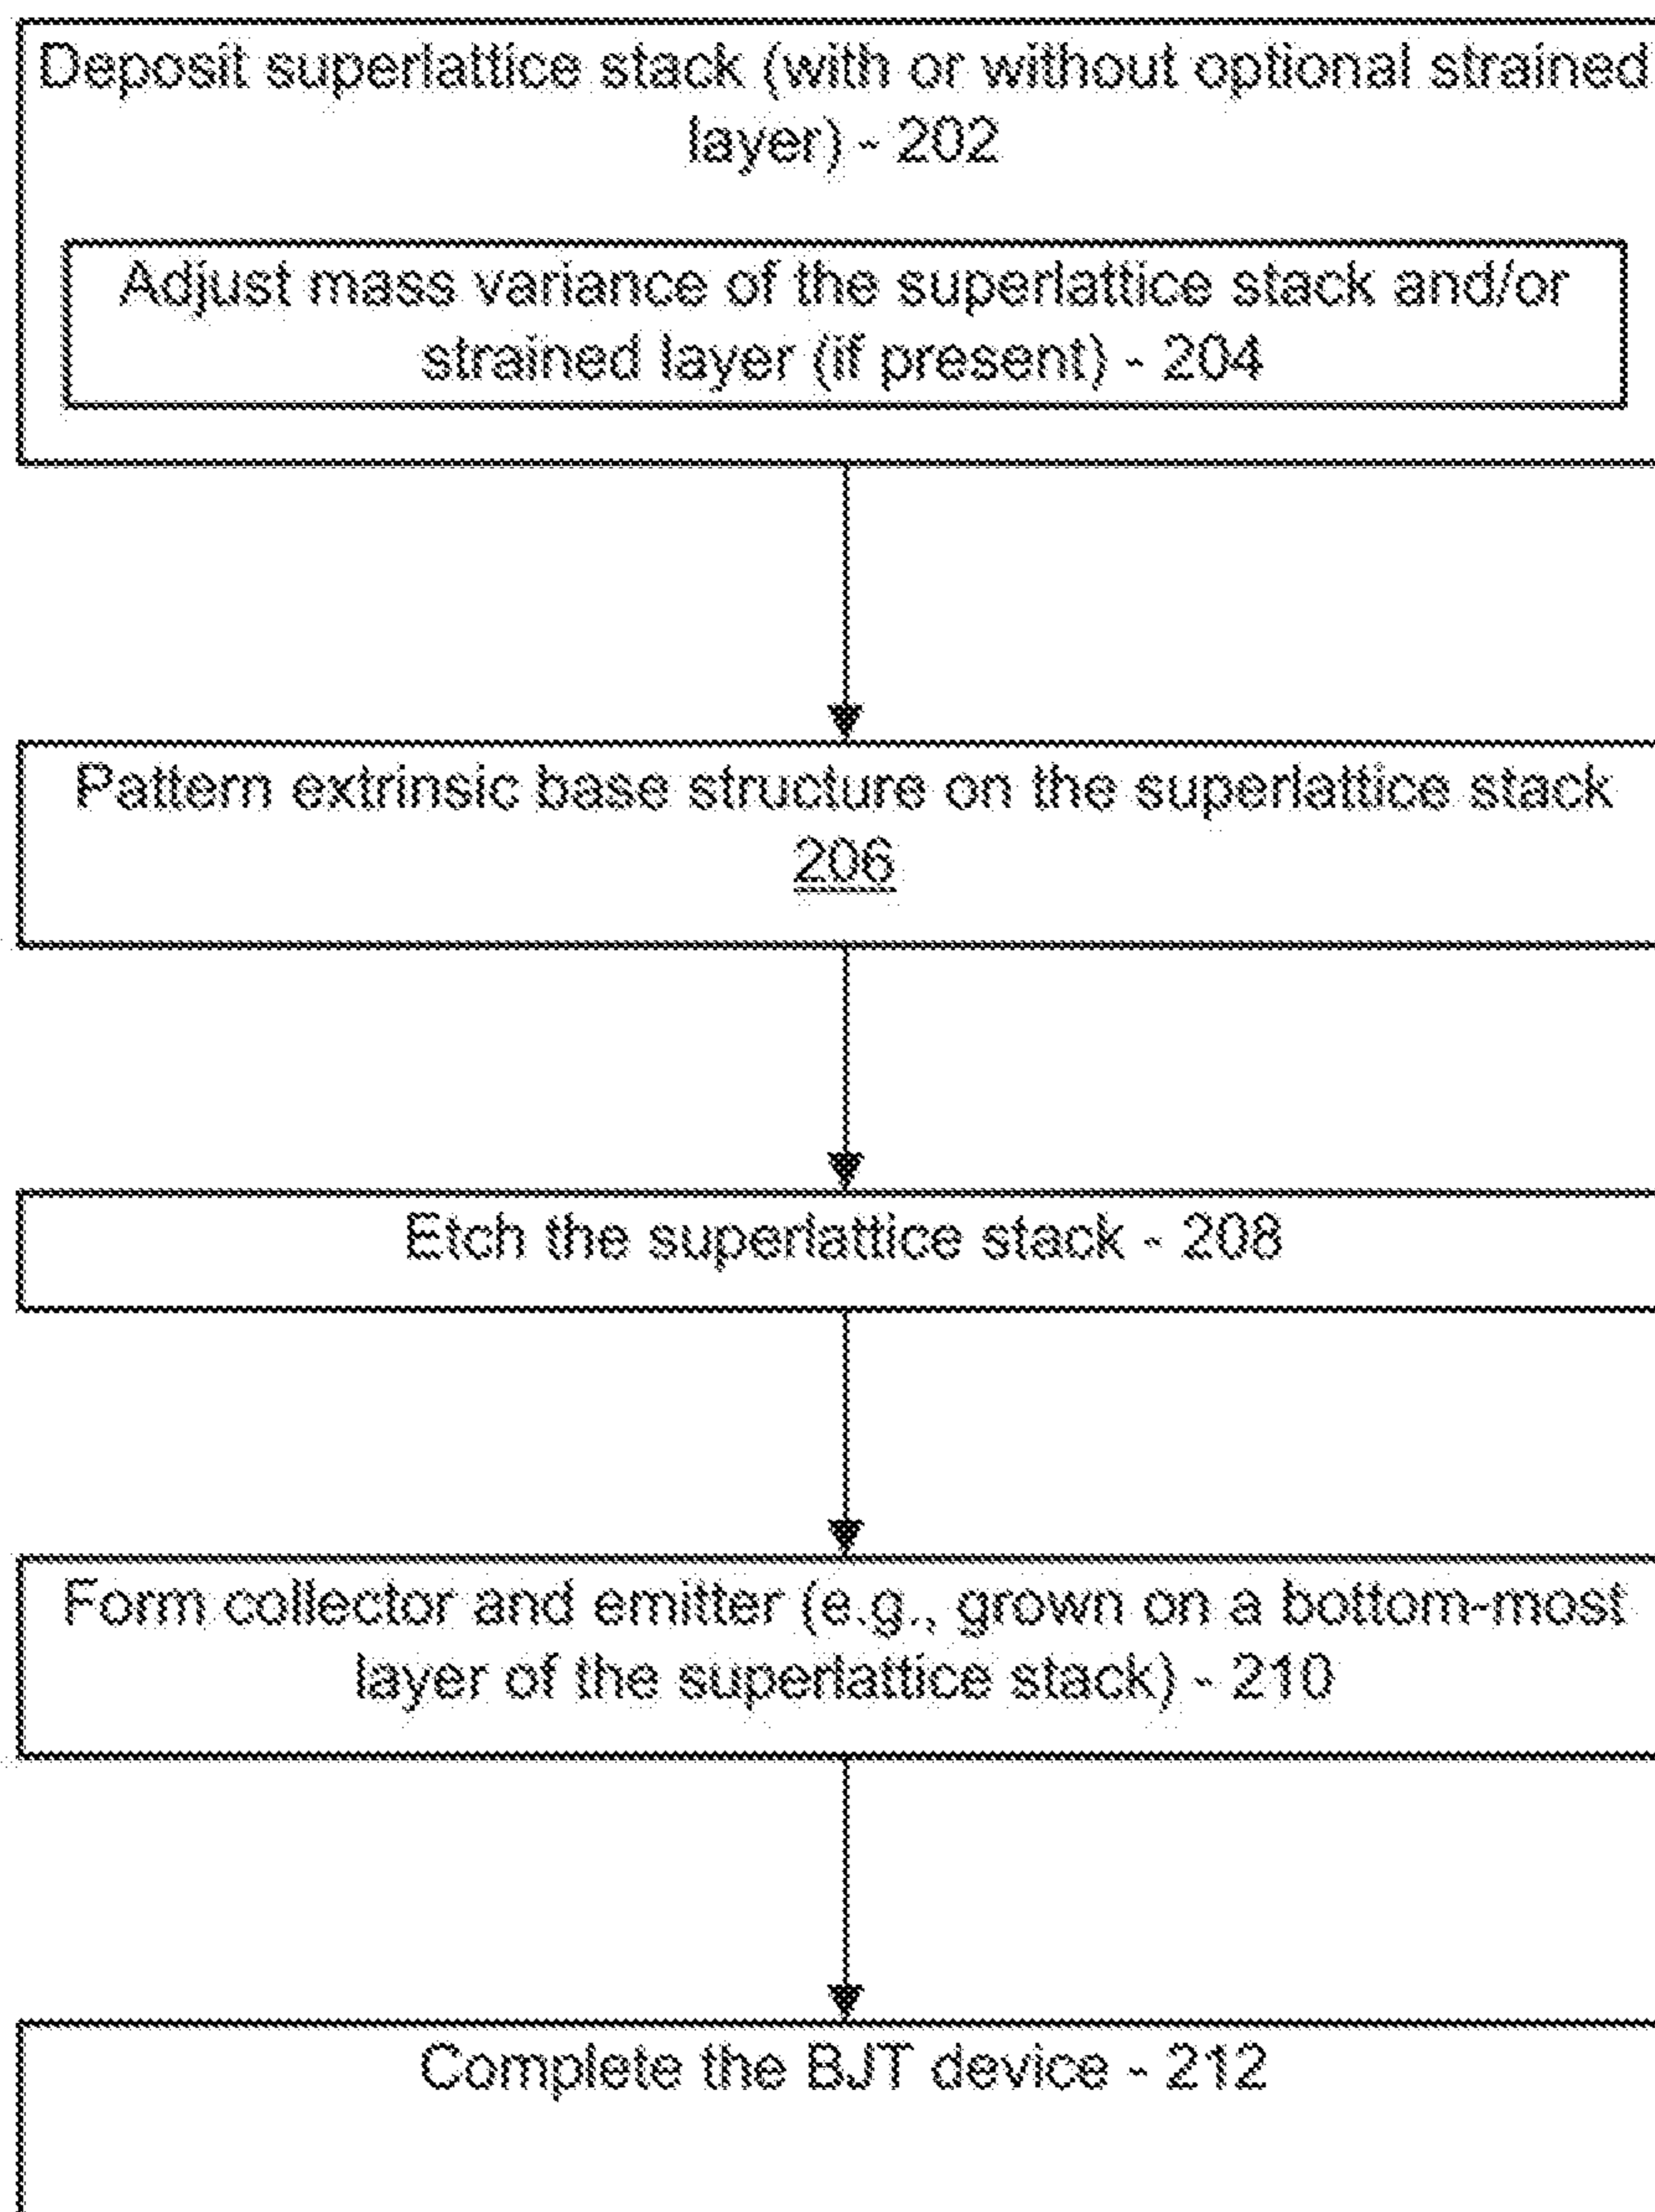 Deposit superlattice stack (with or without optional strained
layer) - 202
Adjust mass variance of the superlattice stack and/or
strained layer (if present) - 204
Pattern extrinsic base structure on the superlattice stack
206
Etch the superlattice stack - 208
Form collector and emitter (e.g., grown on a bottom-most
layer of the superlattice stack) - 210
Complete the BJT device - 212